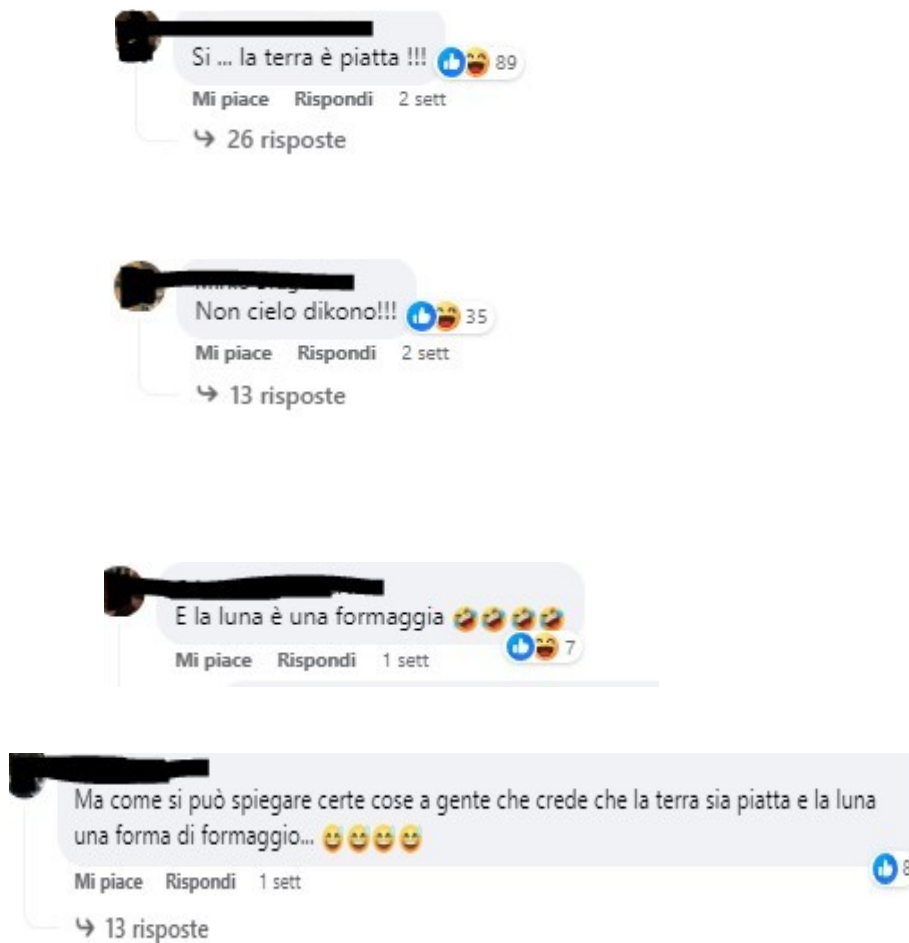 Si ... la terra è piatta !!! 89
Mi piace Rispondi 2 sett
26 risposte
Non cielo dikono!!! 35
Mi piace Rispondi 2 sett
13 risposte
E la luna è una formaggia 🤣🤣🤣🤣
7
Mi piace Rispondi 1 sett
Ma come si può spiegare certe cose a gente che crede che la terra sia piatta e la luna
una forma di formaggio... 😅😅😅😅
8
Mi piace Rispondi 1 sett
13 risposte